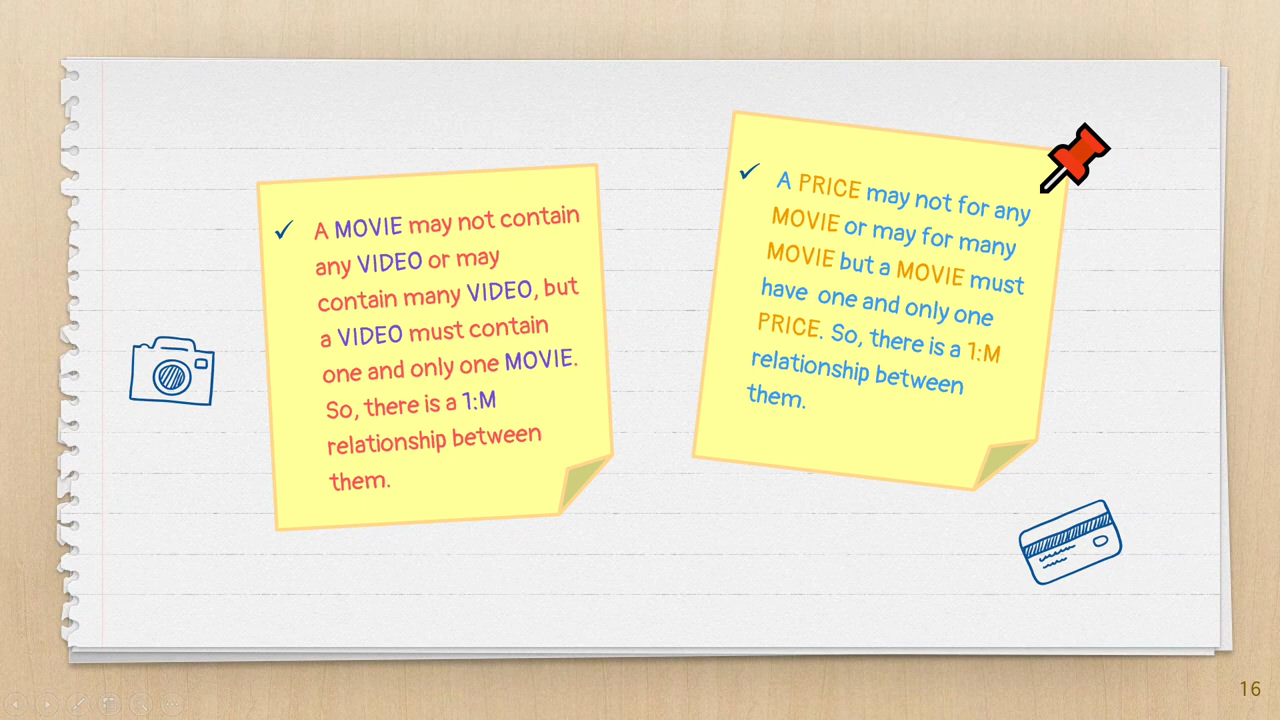 ✓ A MOVIE may not contain
any VIDEO or may
contain many VIDEO, but
a VIDEO must contain
one and only one MOVIE.
So, there is a 1:M
relationship between
them.
✓ A PRICE may not for any
MOVIE or may for many
MOVIE but a MOVIE must
have one and only one
PRICE. So, there is a 1:M
relationship between
them.
16